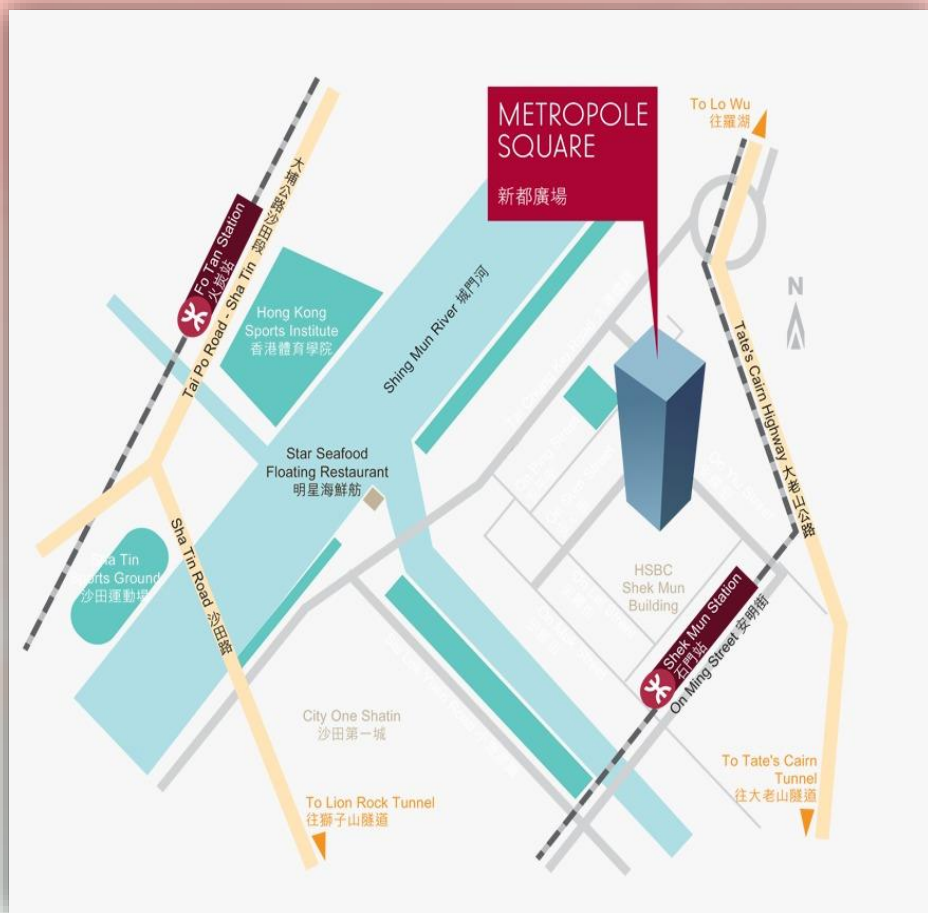 METROPOLE
SQUARE
新都廣場
To Lo Wu
往羅湖
N
大埔公路沙田段
Tai Po Road - Sha Tin
Fo Tan Station
火炭站
Hong Kong
Sports Institute
香港體育學院
Shing Mun River 城門河
Tate's Cairn Highway 大老山公路
Star Seafood
Floating Restaurant
明星海鮮舫
Sha Tin
Sports Ground
沙田運動場
Sha Tin Road 沙田路
HSBC
Shek Mun
Building
Shek Mun Station
石門站
On Ming Street 安明街
City One Shatin
沙田第一城
To Lion Rock Tunnel
往獅子山隧道
To Tate's Cairn
Tunnel
往大老山隧道